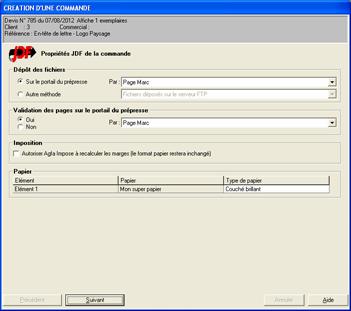 CREATION D'UNE COMMANDE
Devis N° 785 du 07/08/2012 Affiche 1 exemplaires
Client : 3 Commercial :
Référence : En-tête de lettre - Logo Paysage
JDF Propriétés JDF de la commande
Dépôt des fichiers
Sur le portail du prépresse Par : Page Marc
Autre méthode Fichiers déposés sur le serveur FTP
Validation des pages sur le portail du prépresse
Oui Par : Page Marc
Non
Imposition
Autoriser Agfa Impose à recalculer les marges (le format papier restera inchangé)
Papier
Elément Papier Type de papier
Elément 1 Mon super papier Couché brillant
Précédent Suivant Annuler Aide